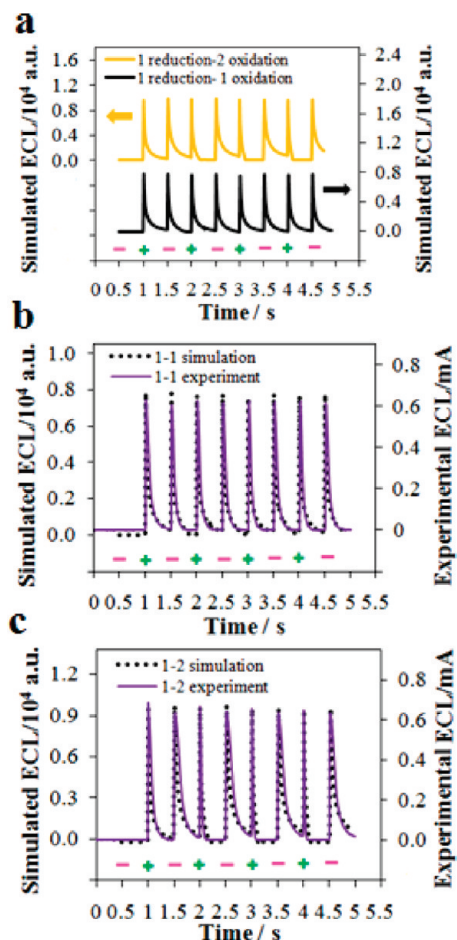 a
Simulated ECL/10⁴ a.u.
1.6
1.2
0.8
0.4
0.0
1 reduction-2 oxidation
1 reduction- 1 oxidation
2.4
1.8
1.2
0.6
0.0
Simulated ECL/10⁴ a.u.
− + − + − + − + −
0 0.5 1 1.5 2 2.5 3 3.5 4 4.5 5 5.5
Time / s
b
Simulated ECL/10⁴ a.u.
1.0
0.8
0.6
0.4
0.2
0.0
1-1 simulation
1-1 experiment
0.8
0.6
0.4
0.2
0
Experimental ECL/mA
− + − + − + − + −
0 0.5 1 1.5 2 2.5 3 3.5 4 4.5 5 5.5
Time / s
c
Simulated ECL/10⁴ a.u.
1.2
0.9
0.6
0.3
0.0
1-2 simulation
1-2 experiment
0.8
0.6
0.4
0.2
0.0
Experimental ECL/mA
− + − + − + − + −
0 0.5 1 1.5 2 2.5 3 3.5 4 4.5 5 5.5
Time / s